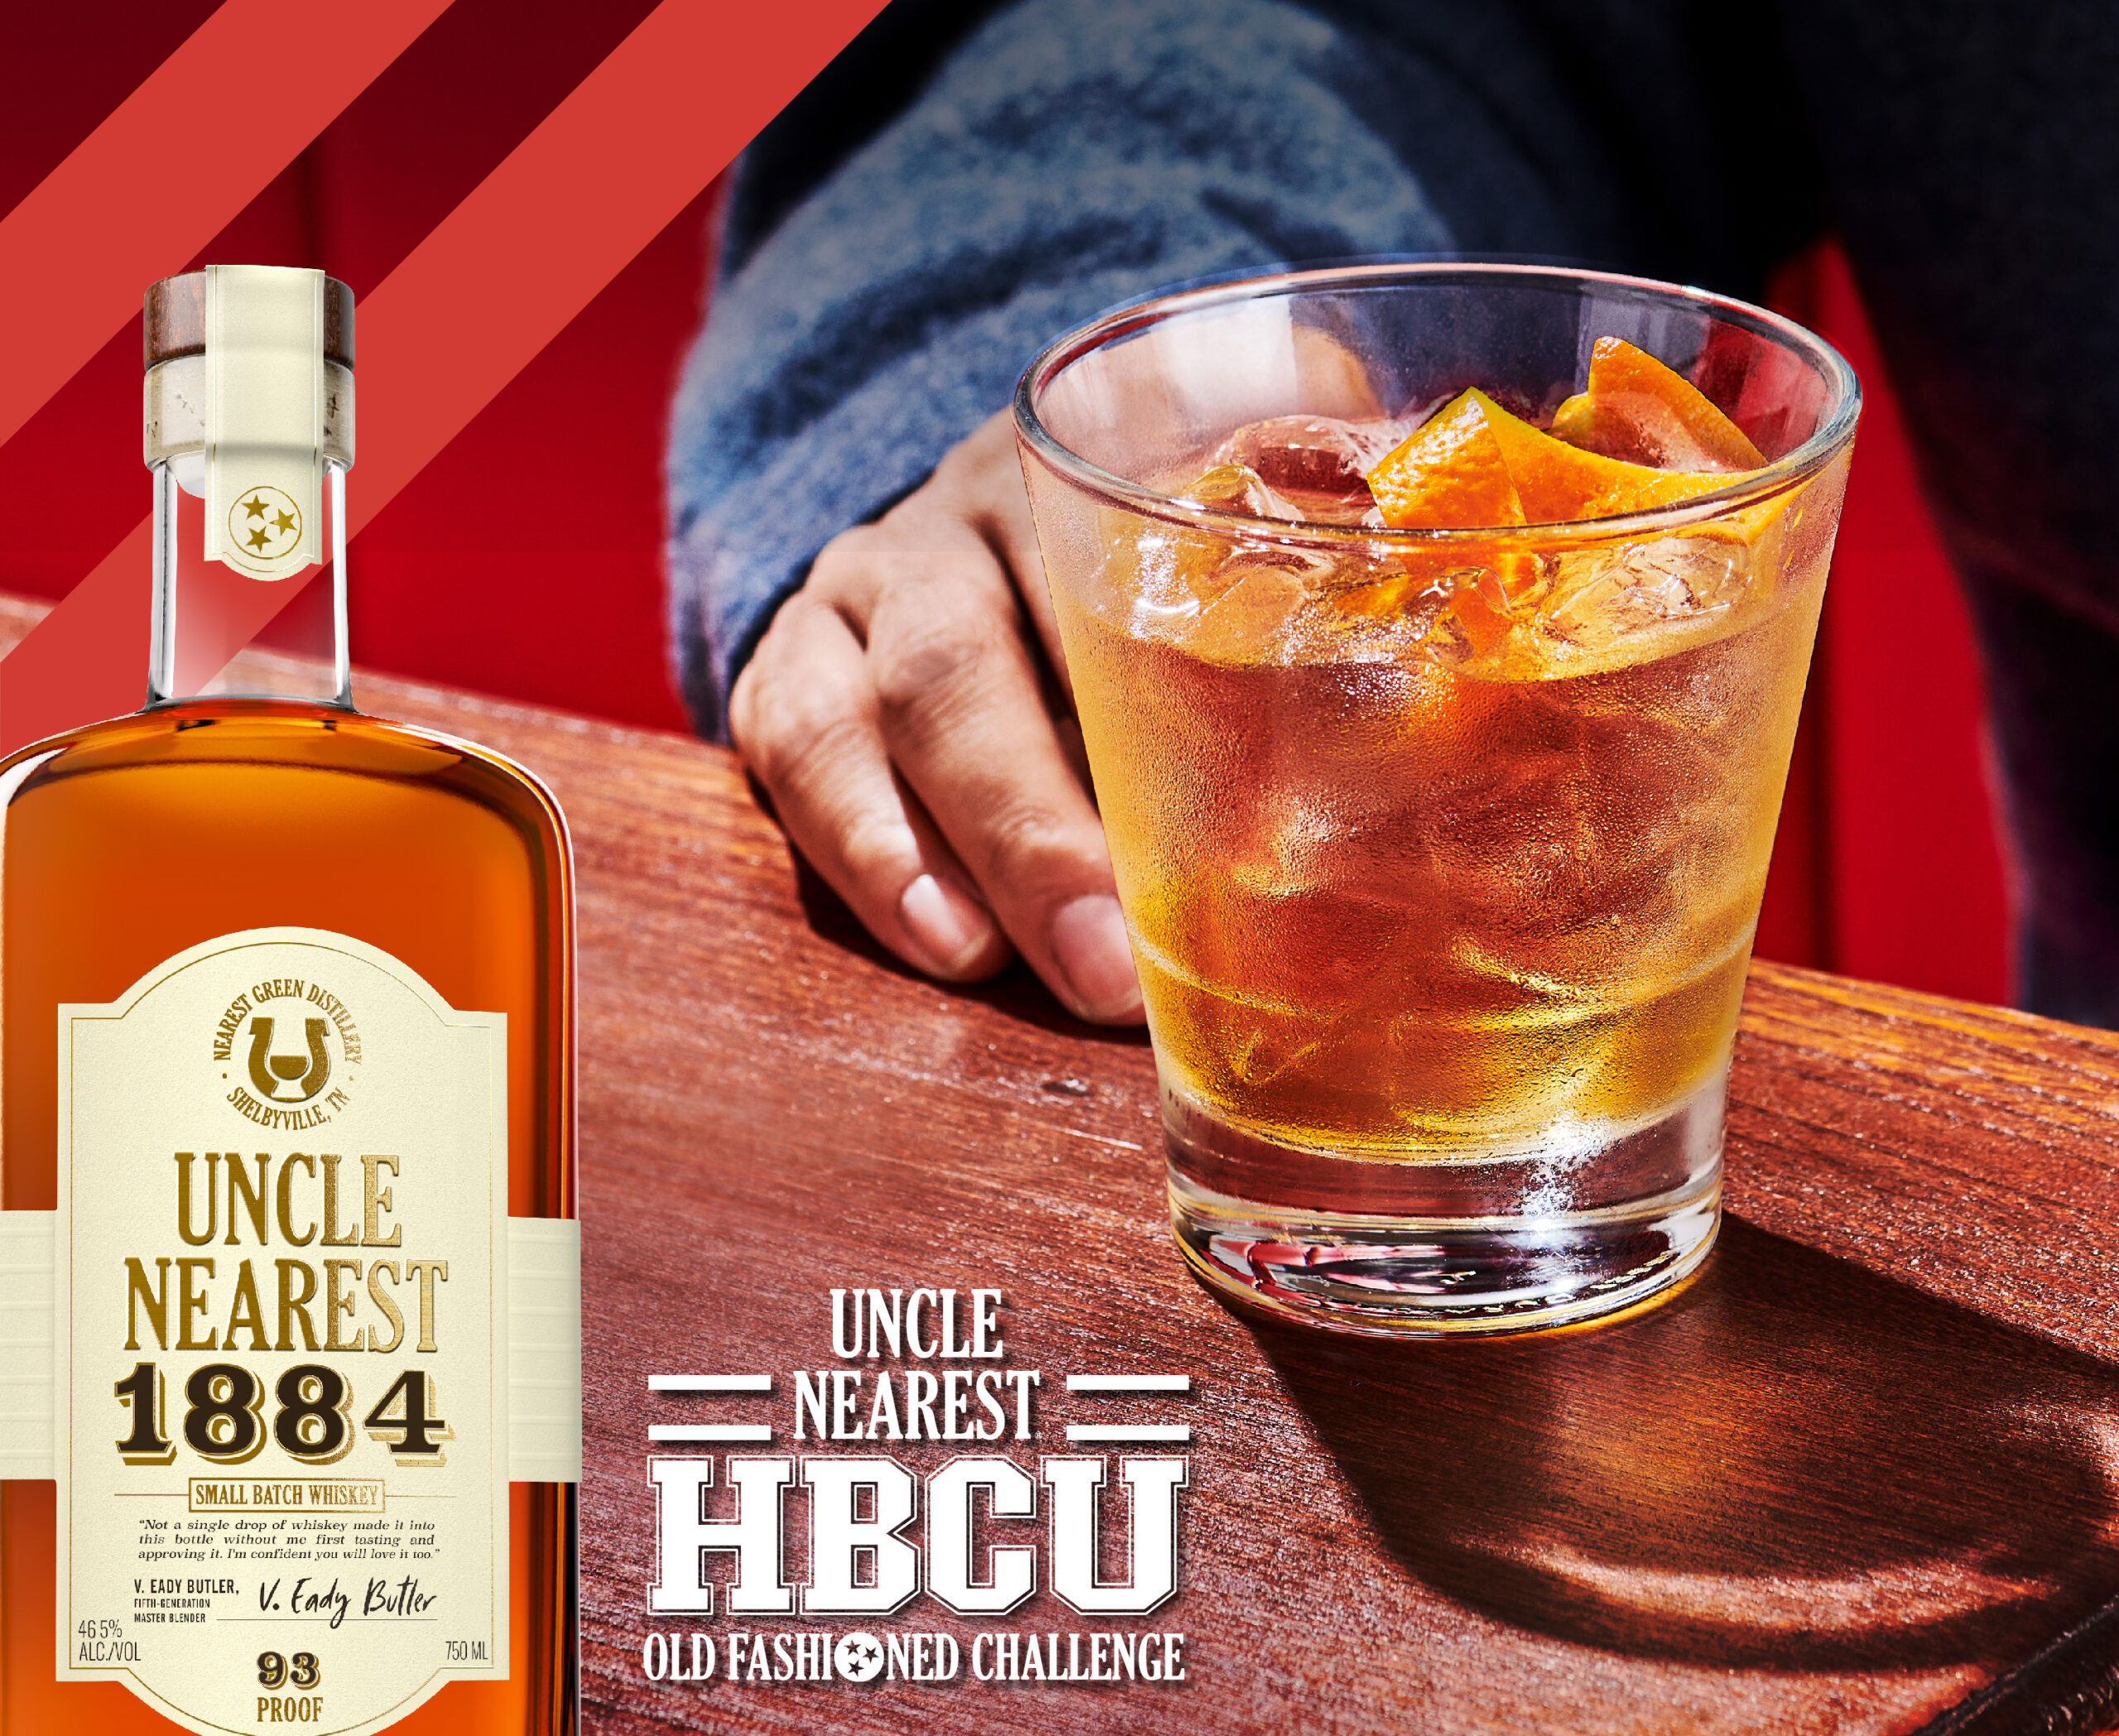 NEAREST GREEN DISTILLERY
SHELBYVILLE, TN
UNCLE
NEAREST
1884
SMALL BATCH WHISKEY
"Not a single drop of whiskey made it into
this bottle without me first tasting and
approving it. I'm confident you will love it too."
V. EADY BUTLER,
FIFTH-GENERATION
MASTER BLENDER
V. Eady Butler
46.5%
ALC./VOL
750 ML
93
PROOF
UNCLE
NEAREST
HBCU
OLD FASHIONED CHALLENGE